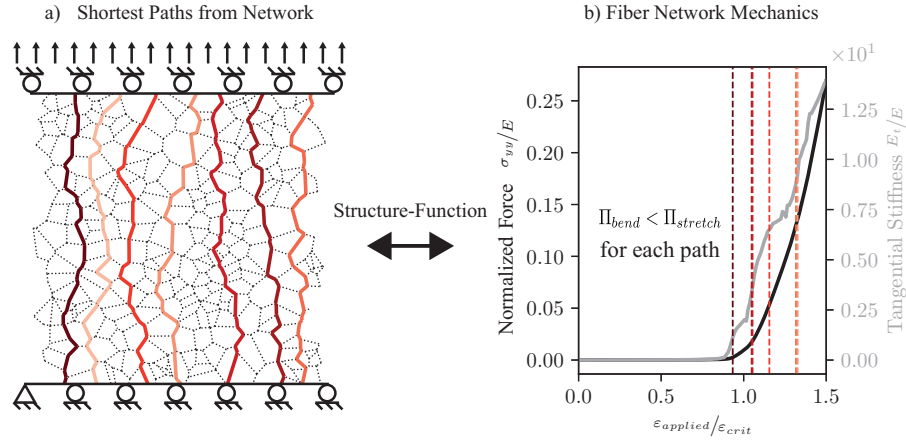 a) Shortest Paths from Network
Structure-Function
b) Fiber Network Mechanics
×10¹
Normalized Force σ_yy/E
0.25
0.20
0.15
0.10
0.05
0.00
Π_bend < Π_stretch
for each path
1.25
1.00
0.75
0.50
0.25
0.00
Tangential Stiffness E_t/E
0.0 0.5 1.0 1.5
ε_applied/ε_crit